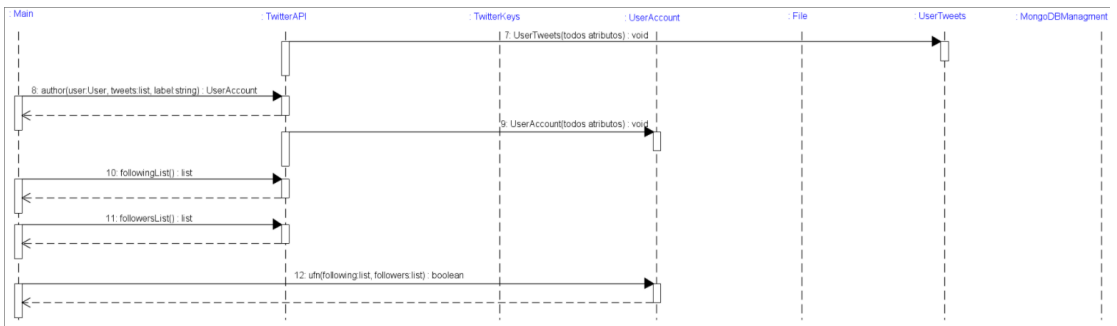 : Main
: TwitterAPI
: TwitterKeys
: UserAccount
: File
: UserTweets
: MongoDBManagment
7: UserTweets(todos atributos) : void
8: author(user:User, tweets:list, label:string) : UserAccount
9: UserAccount(todos atributos) : void
10: followingList() : list
11: followersList() : list
12: ufn(following:list, followers:list) : boolean